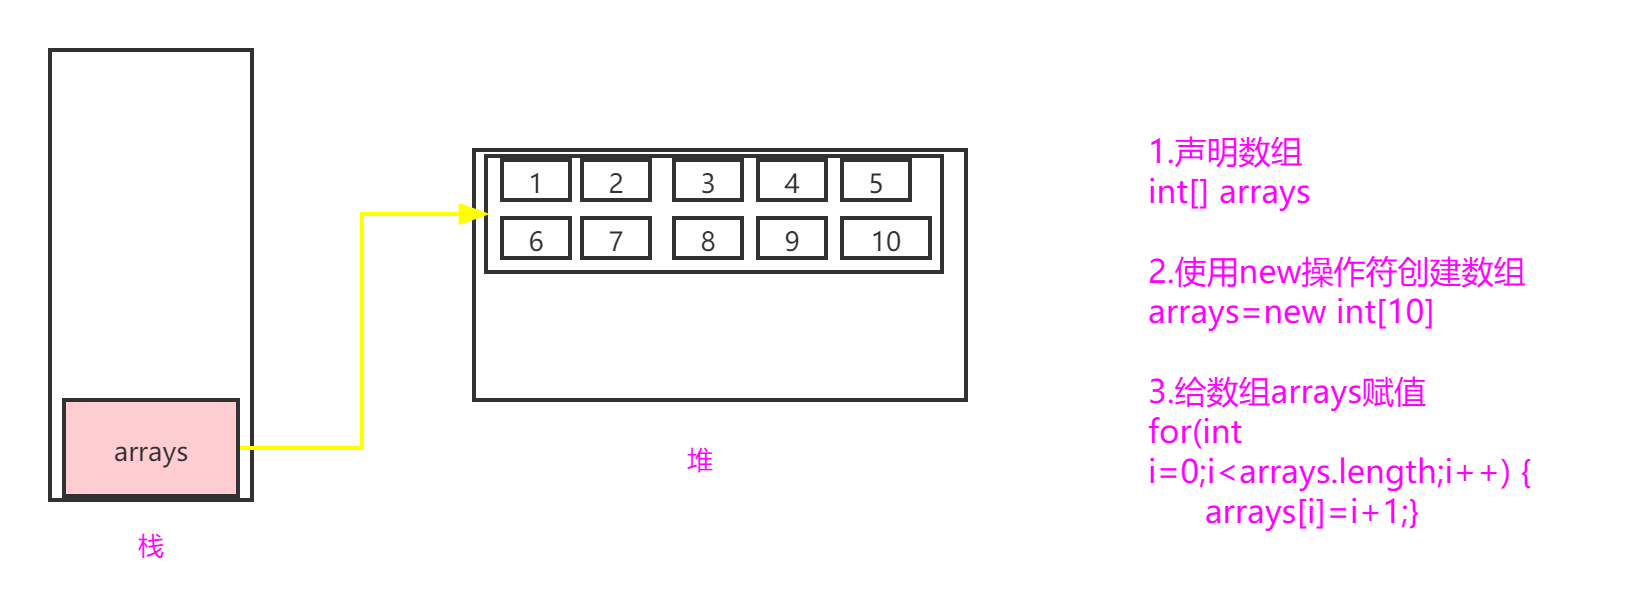 arrays
栈
1 2 3 4 5
6 7 8 9 10
堆
1.声明数组
int[] arrays
2.使用new操作符创建数组
arrays=new int[10]
3.给数组arrays赋值
for(int
i=0;i<arrays.length;i++) {
arrays[i]=i+1;}